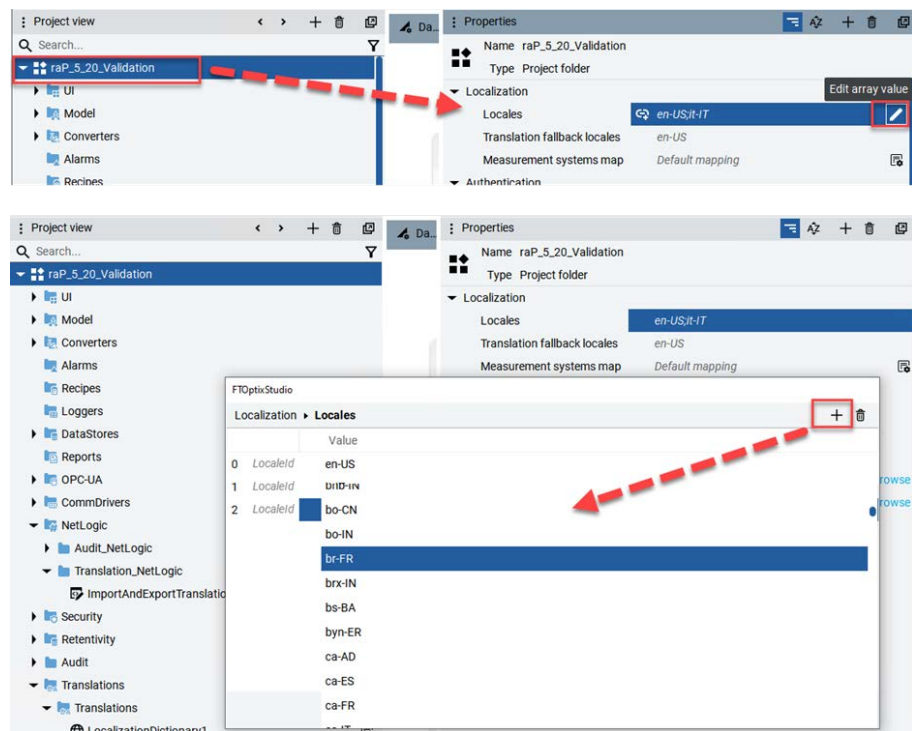 Project view
Da...
Properties
Search...
Name raP_5_20_Validation
raP_5_20_Validation
Type Project folder
UI
Localization
Edit array value
Model
Locales en-US;it-IT
Converters
Translation fallback locales en-US
Alarms
Measurement systems map Default mapping
Recipes
Authentication
Project view
Da...
Properties
Search...
Name raP_5_20_Validation
raP_5_20_Validation
Type Project folder
UI
Localization
Model
Locales en-US;it-IT
Converters
Translation fallback locales en-US
Alarms
Measurement systems map Default mapping
Recipes
Loggers
DataStores
Reports
OPC-UA
CommDrivers
NetLogic
Audit_NetLogic
Translation_NetLogic
ImportAndExportTranslatio
Security
Retentivity
Audit
Translations
Translations
LocalizationDictionary1
FTOptixStudio
Localization Locales
Value
0 LocaleId en-US
1 LocaleId
2 LocaleId bo-CN
bo-IN
br-FR
brx-IN
bs-BA
byn-ER
ca-AD
ca-ES
ca-FR
ca-IT
rowse
rowse